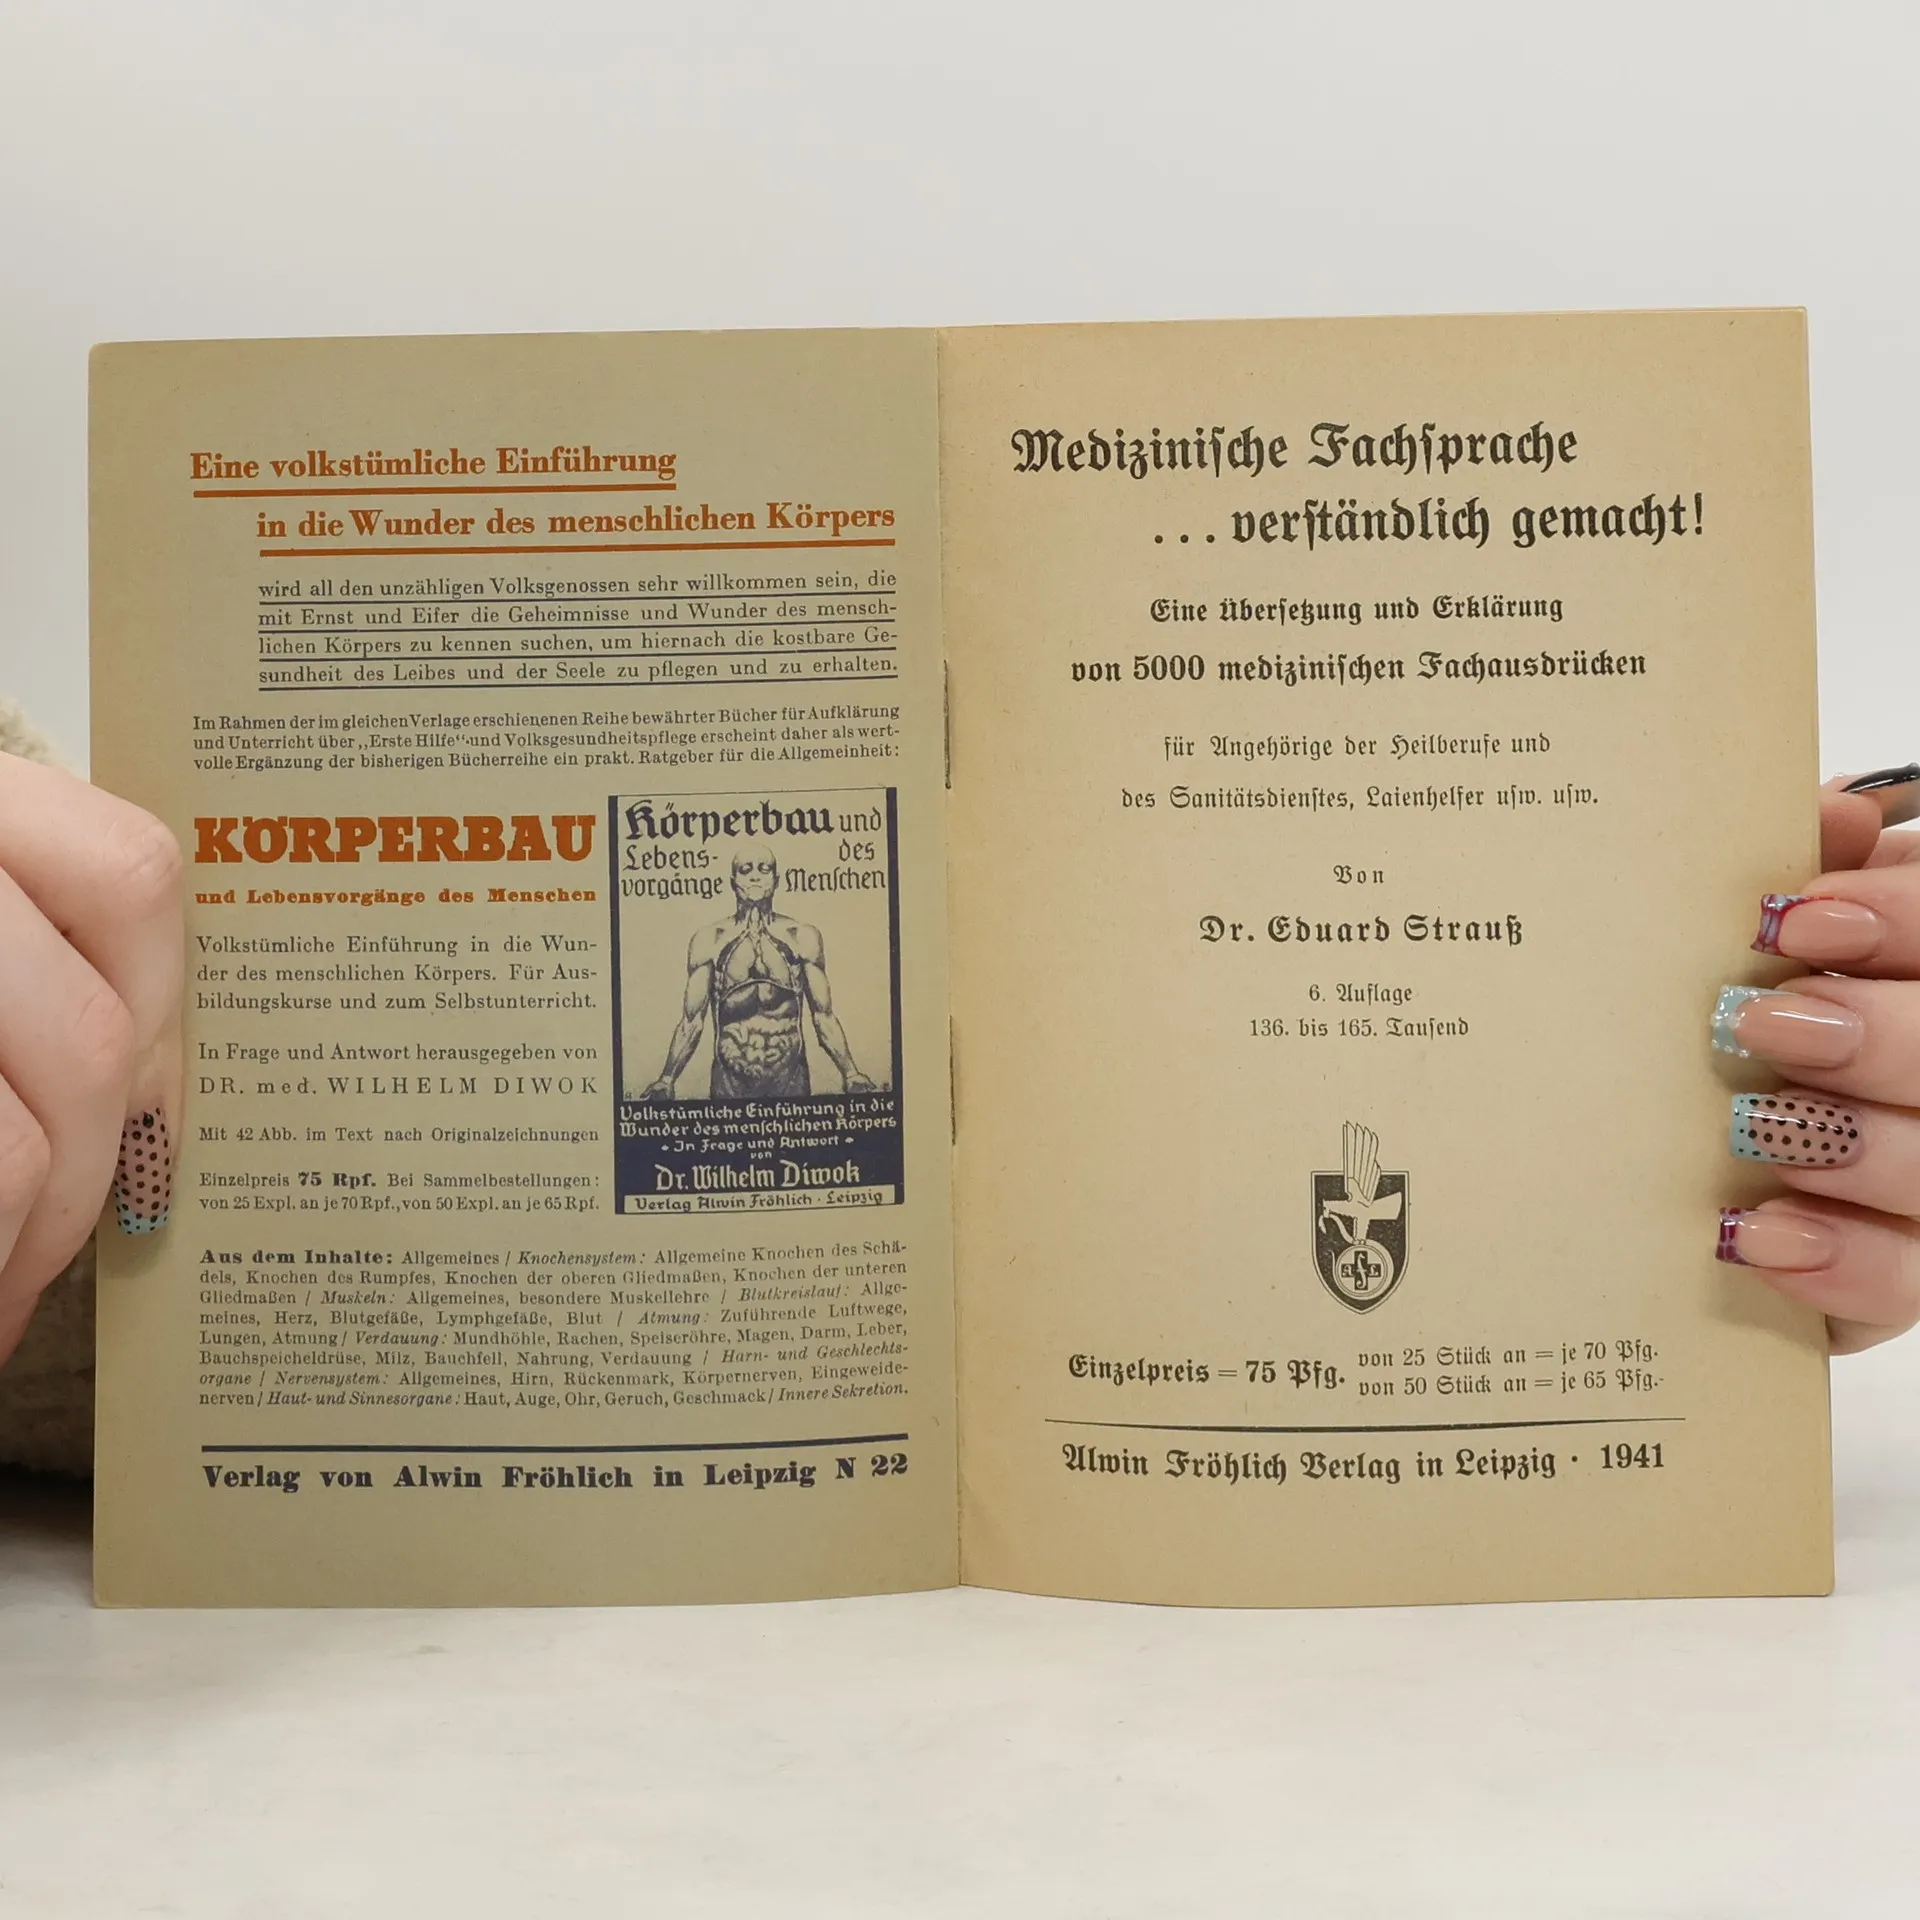 Eine volkstümliche Einführung
in die Wunder des menschlichen Körpers
wird all den unzähligen Volksgenossen sehr willkommen sein, die
mit Ernst und Eifer die Geheimnisse und Wunder des mensch-
lichen Körpers zu kennen suchen, um hiernach die kostbare Ge-
sundheit des Leibes und der Seele zu pflegen und zu erhalten.
Im Rahmen der im gleichen Verlage erschienenen Reihe bewährter Bücher für Aufklärung
und Unterricht über „Erste Hilfe“ und Volksgesundheitspflege erscheint daher als wert-
volle Ergänzung der bisherigen Bücherreihe ein prakt. Ratgeber für die Allgemeinheit:
KÖRPERBAU
und Lebensvorgänge des Menschen
Volkstümliche Einführung in die Wun-
der des menschlichen Körpers. Für Aus-
bildungskurse und zum Selbstunterricht.
In Frage und Antwort herausgegeben von
DR. med. WILHELM DIWOK
Mit 42 Abb. im Text nach Originalzeichnungen
Einzelpreis 75 Rpf. Bei Sammelbestellungen:
von 25 Expl. an je 70 Rpf., von 50 Expl. an je 65 Rpf.
Körperbau und
Lebens- des
vorgänge Menſchen
Volkstümliche Einführung in die
Wunder des menſchlichen Körpers
• In Frage und Antwort •
von
Dr. Wilhelm Diwok
Verlag Alwin Fröhlich · Leipzig
Aus dem Inhalte: Allgemeines / Knochensystem: Allgemeine Knochen des Schä-
dels, Knochen des Rumpfes, Knochen der oberen Gliedmaßen, Knochen der unteren
Gliedmaßen / Muskeln: Allgemeines, besondere Muskellehre / Blutkreislauf: Allge-
meines, Herz, Blutgefäße, Lymphgefäße, Blut / Atmung: Zuführende Luftwege,
Lungen, Atmung / Verdauung: Mundhöhle, Rachen, Speiseröhre, Magen, Darm, Leber,
Bauchspeicheldrüse, Milz, Bauchfell, Nahrung, Verdauung / Harn- und Geschlechts-
organe / Nervensystem: Allgemeines, Hirn, Rückenmark, Körpernerven, Eingeweide-
nerven / Haut- und Sinnesorgane: Haut, Auge, Ohr, Geruch, Geschmack / Innere Sekretion.
Verlag von Alwin Fröhlich in Leipzig N 22
Mediziniſche Fachſprache
... verſtändlich gemacht!
Eine Überſetzung und Erklärung
von 5000 mediziniſchen Fachausdrücken
für Angehörige der Heilberufe und
des Sanitätsdienſtes, Laienhelfer uſw. uſw.
Von
Dr. Eduard Strauß
6. Auflage
136. bis 165. Tauſend
AfL
Einzelpreis = 75 Pfg. von 25 Stück an = je 70 Pfg.
von 50 Stück an = je 65 Pfg.
Alwin Fröhlich Verlag in Leipzig · 1941